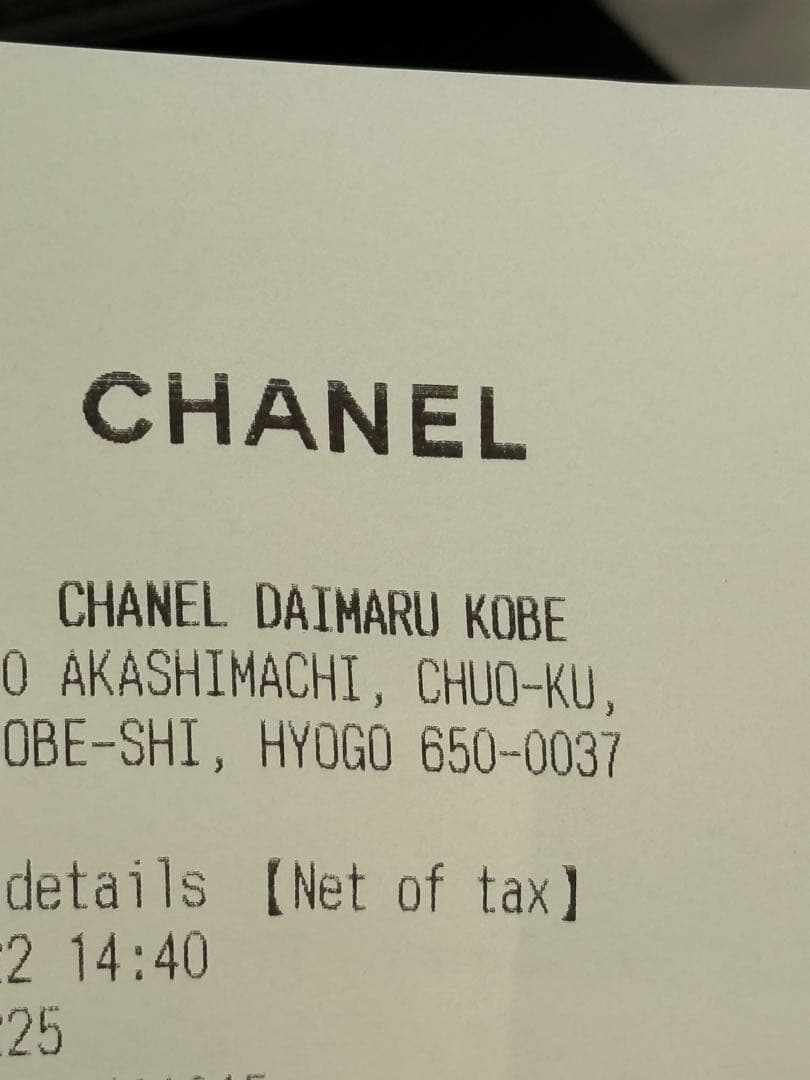 CHANEL
CHANEL DAIMARU KOBE
0 AKASHIMACHI, CHUO-KU,
OBE-SHI, HYOGO 650-0037
details 【Net of tax】
2 14:40
25